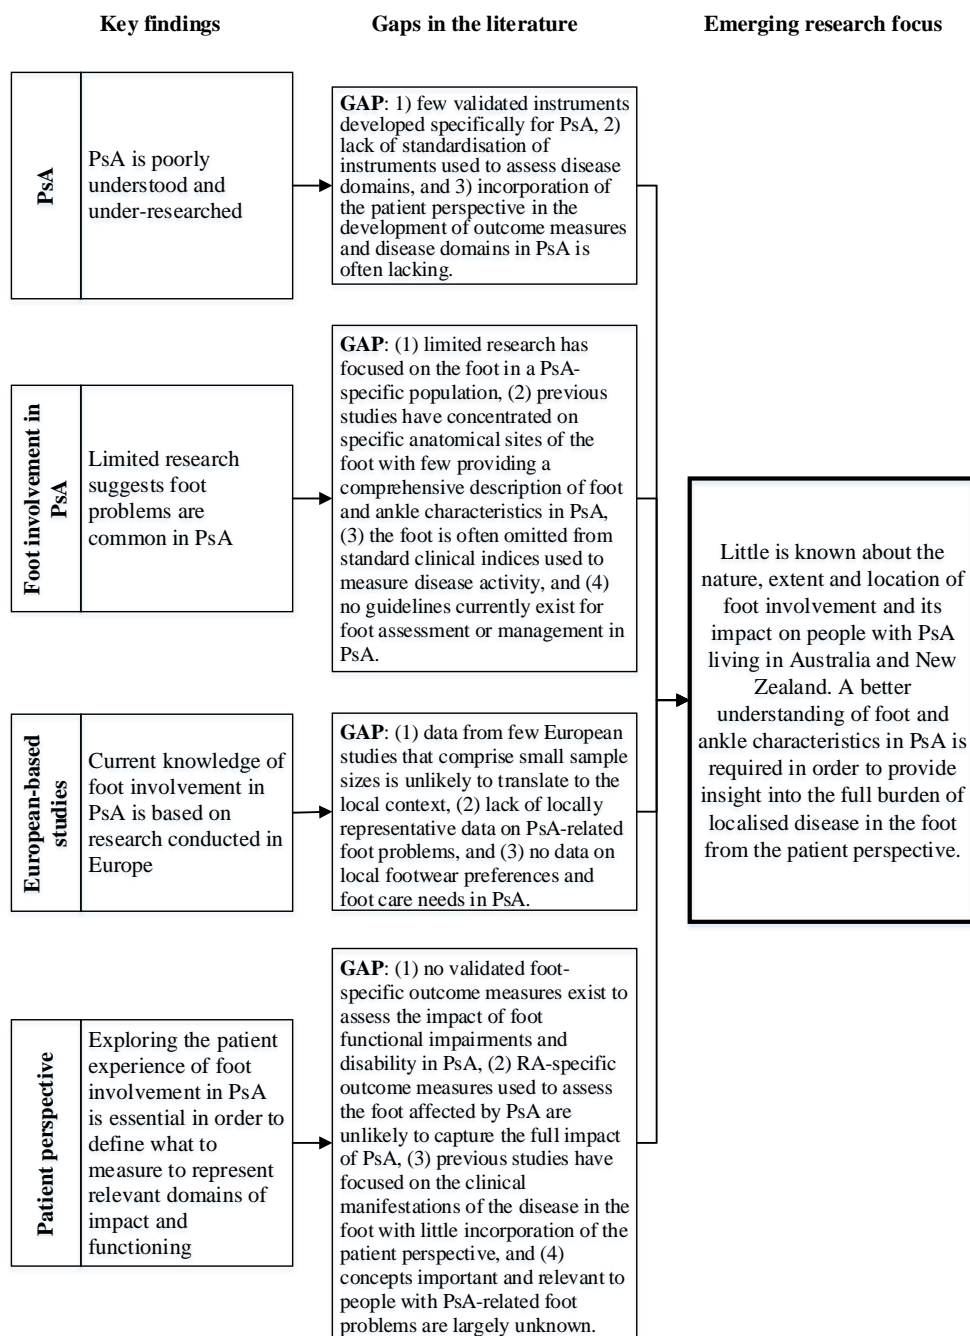 Key findings
Gaps in the literature
Emerging research focus
PsA
PsA is poorly
understood and
under-researched
GAP: 1) few validated instruments
developed specifically for PsA, 2)
lack of standardisation of
instruments used to assess disease
domains, and 3) incorporation of
the patient perspective in the
development of outcome measures
and disease domains in PsA is
often lacking.
Foot involvement in
PsA
Limited research
suggests foot
problems are
common in PsA
GAP: (1) limited research has
focused on the foot in a PsA-
specific population, (2) previous
studies have concentrated on
specific anatomical sites of the
foot with few providing a
comprehensive description of foot
and ankle characteristics in PsA,
(3) the foot is often omitted from
standard clinical indices used to
measure disease activity, and (4)
no guidelines currently exist for
foot assessment or management in
PsA.
European-based
studies
Current knowledge of
foot involvement in
PsA is based on
research conducted in
Europe
GAP: (1) data from few European
studies that comprise small sample
sizes is unlikely to translate to the
local context, (2) lack of locally
representative data on PsA-related
foot problems, and (3) no data on
local footwear preferences and
foot care needs in PsA.
Patient perspective
Exploring the patient
experience of foot
involvement in PsA
is essential in order to
define what to
measure to represent
relevant domains of
impact and
functioning
GAP: (1) no validated foot-
specific outcome measures exist to
assess the impact of foot
functional impairments and
disability in PsA, (2) RA-specific
outcome measures used to assess
the foot affected by PsA are
unlikely to capture the full impact
of PsA, (3) previous studies have
focused on the clinical
manifestations of the disease in the
foot with little incorporation of the
patient perspective, and (4)
concepts important and relevant to
people with PsA-related foot
problems are largely unknown.
Little is known about the
nature, extent and location of
foot involvement and its
impact on people with PsA
living in Australia and New
Zealand. A better
understanding of foot and
ankle characteristics in PsA is
required in order to provide
insight into the full burden of
localised disease in the foot
from the patient perspective.